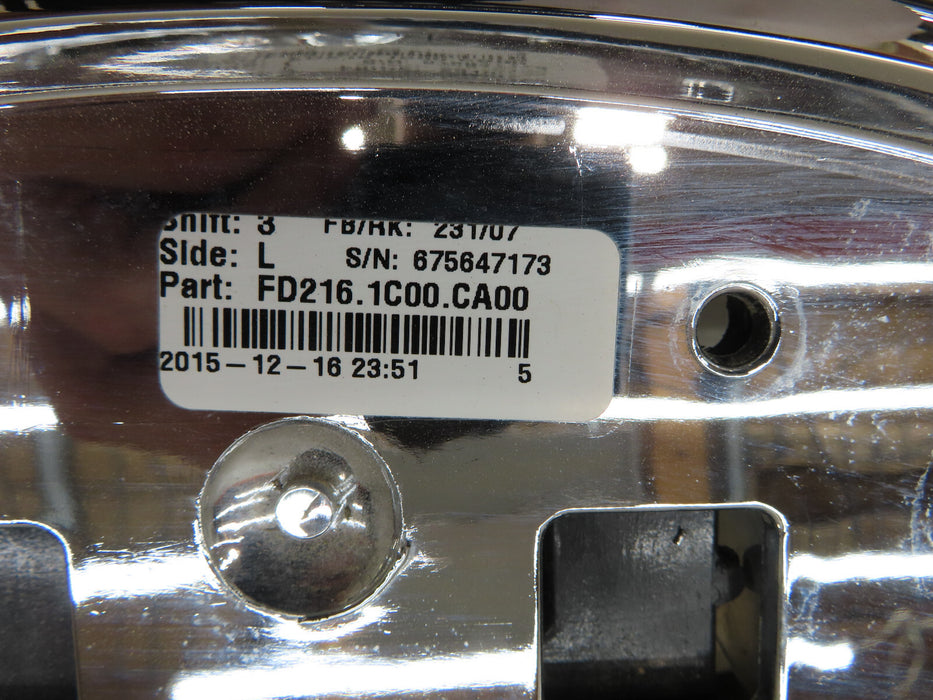 Shift: 3 FB/RK: 231/07
Side: L S/N: 675647173
Part: FD216.1C00.CA00
2015-12-16 23:51 5